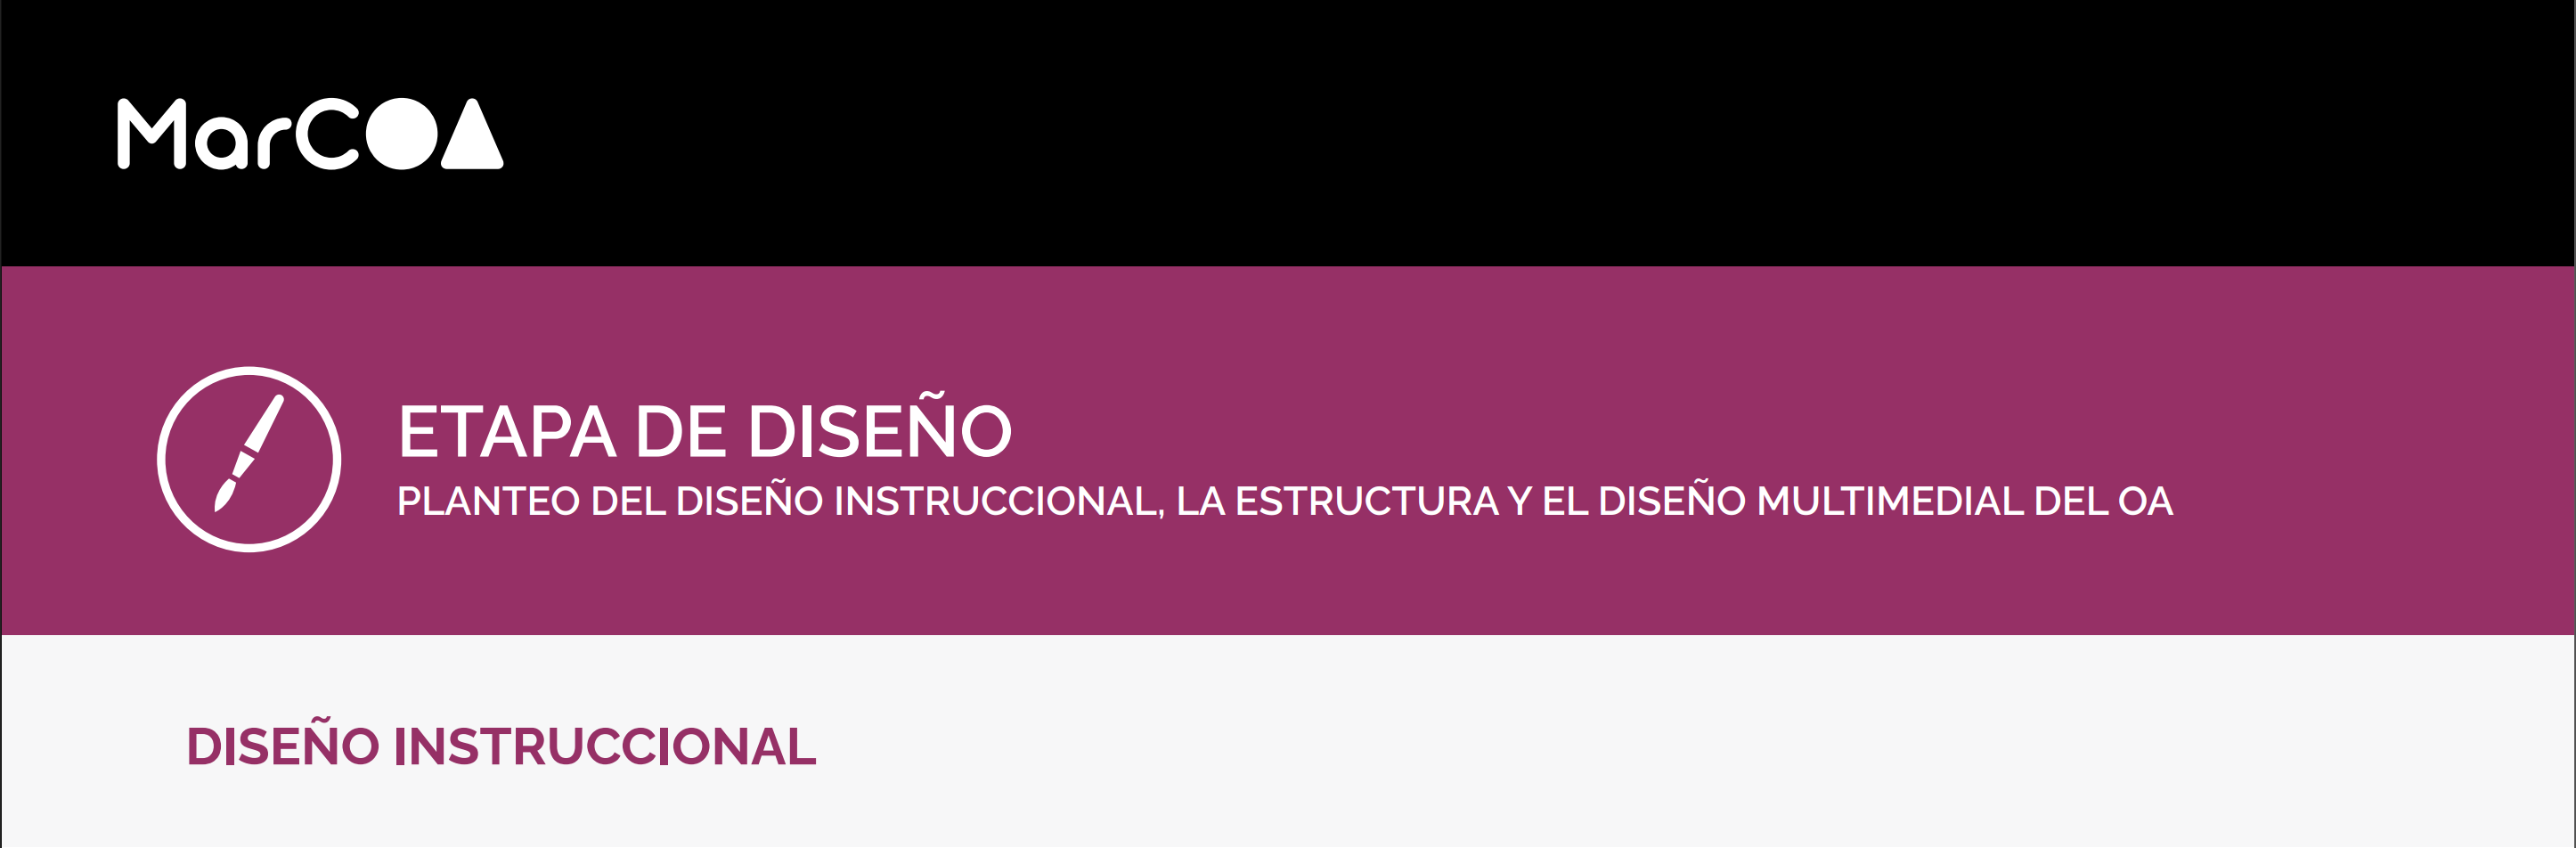 MarCOA
ETAPA DE DISEÑO
PLANTEO DEL DISEÑO INSTRUCCIONAL, LA ESTRUCTURA Y EL DISEÑO MULTIMEDIAL DEL OA
DISEÑO INSTRUCCIONAL